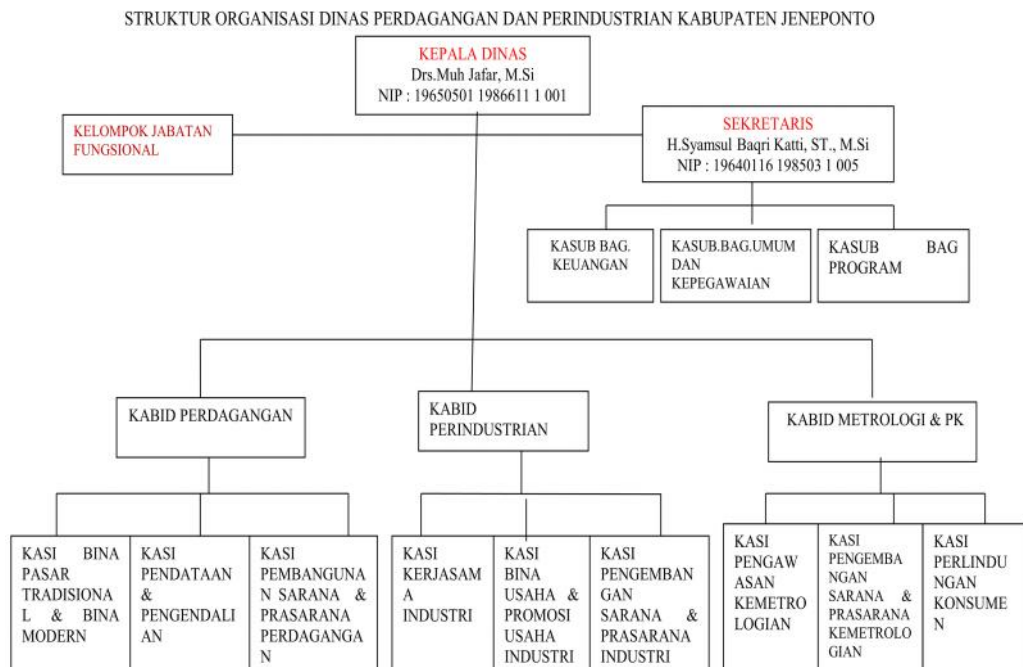 STRUKTUR ORGANISASI DINAS PERDAGANGAN DAN PERINDUSTRIAN KABUPATEN JENEPONTO
KEPALA DINAS
Drs.Muh Jafar, M.Si
NIP : 19650501 1986611 1 001
KELOMPOK JABATAN
FUNGSIONAL
SEKRETARIS
H.Syamsul Baqri Katti, ST., M.Si
NIP : 19640116 198503 1 005
KASUB BAG.
KEUANGAN
KASUB.BAG.UMUM
DAN
KEPEGAWAIAN
KASUB BAG
PROGRAM
KABID PERDAGANGAN
KABID
PERINDUSTRIAN
KABID METROLOGI & PK
KASI BINA
PASAR
TRADISIONA
L & BINA
MODERN
KASI
PENDATAAN
&
PENGENDALI
AN
KASI
PEMBANGUNA
N SARANA &
PRASARANA
PERDAGANGA
N
KASI
KERJASAM
A
INDUSTRI
KASI
BINA
USAHA &
PROMOSI
USAHA
INDUSTRI
KASI
PENGEMBAN
GAN
SARANA &
PRASARANA
INDUSTRI
KASI
PENGAW
ASAN
KEMETRO
LOGIAN
KASI
PENGEMBA
NGAN
SARANA &
PRASARANA
KEMETROLO
GIAN
KASI
PERLINDU
NGAN
KONSUME
N